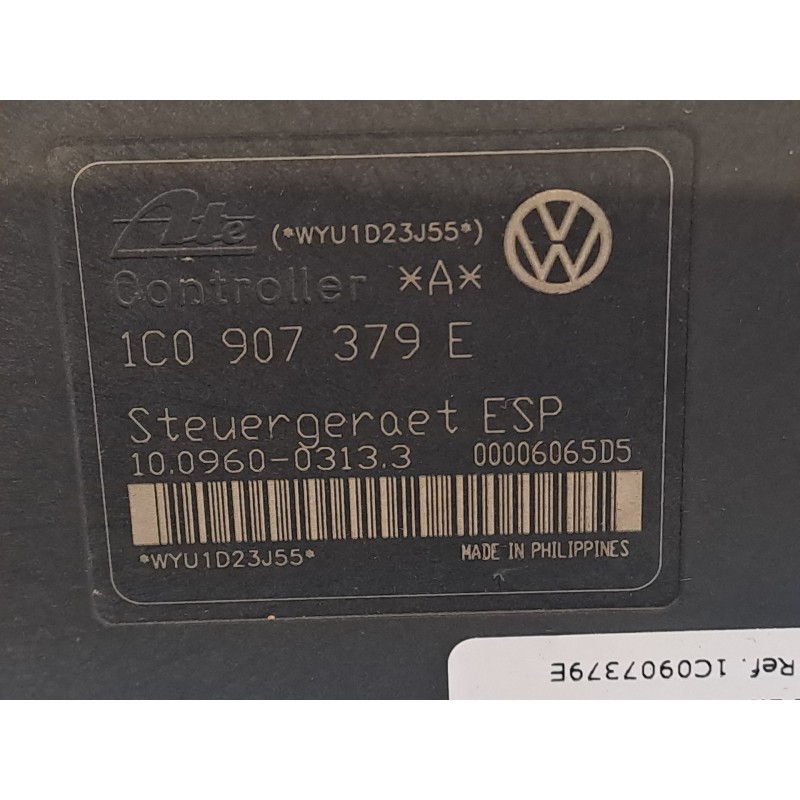 Ate (*WYU1D23J55*) VW
Controller *A*
1C0 907 379 E
Steuergeraet ESP
10.0960-0313.3 00006065D5
*WYU1D23J55*
MADE IN PHILIPPINES
Ref. 1C0907379E